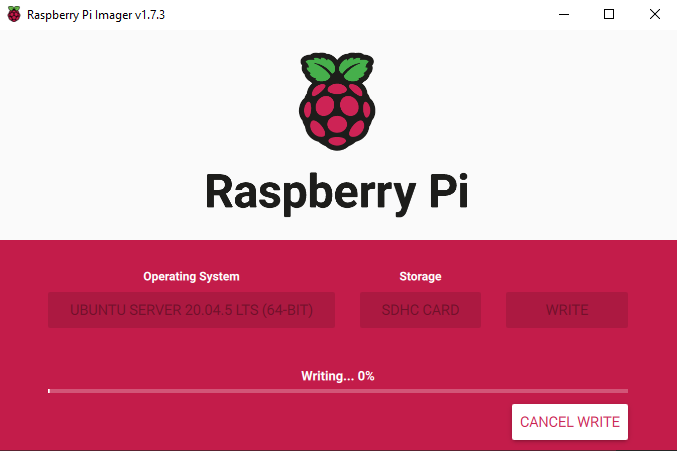 Raspberry Pi Imager v1.7.3
Raspberry Pi
Operating System
Storage
UBUNTU SERVER 20.04.5 LTS (64-BIT)
SDHC CARD
WRITE
Writing... 0%
CANCEL WRITE